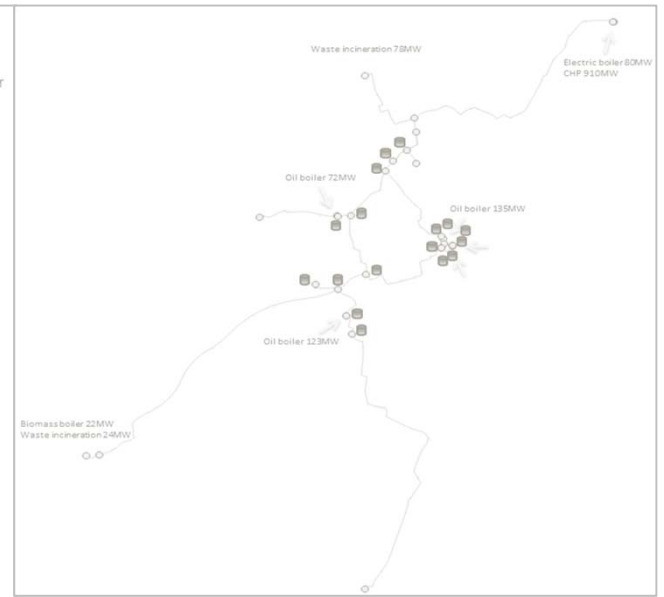 Waste incineration 78MW
Electric boiler 80MW
CHP 910MW
Oil boiler 72MW
Oil boiler 135MW
Oil boiler 123MW
Biomass boiler 22MW
Waste incineration 24MW